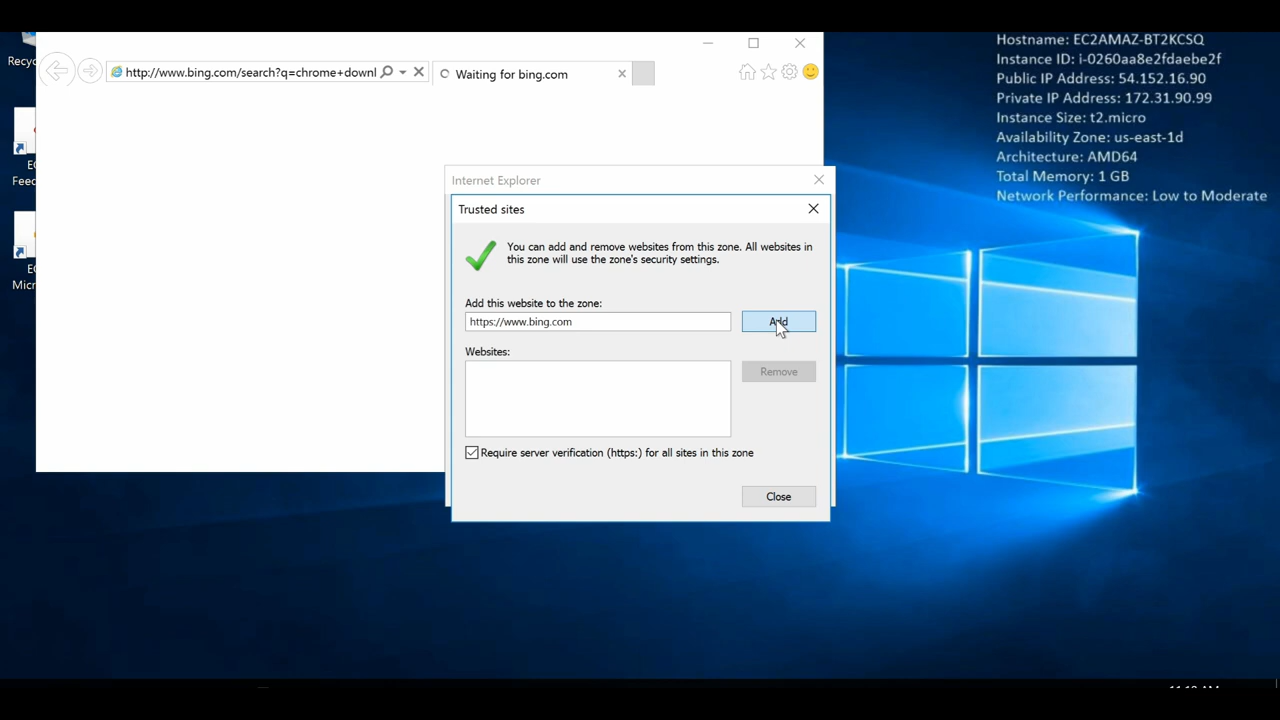 Hostname: EC2AMAZ-BT2KCSQ
Instance ID: i-0260aa8e2fdaebe2f
Public IP Address: 54.152.16.90
Private IP Address: 172.31.90.99
Instance Size: t2.micro
Availability Zone: us-east-1d
Architecture: AMD64
Total Memory: 1 GB
Network Performance: Low to Moderate
Recyc
EC
Feed
EC
Micr
http://www.bing.com/search?q=chrome+downl
Waiting for bing.com
Internet Explorer
Trusted sites
You can add and remove websites from this zone. All websites in
this zone will use the zone's security settings.
Add this website to the zone:
https://www.bing.com
Add
Websites:
Remove
Require server verification (https:) for all sites in this zone
Close